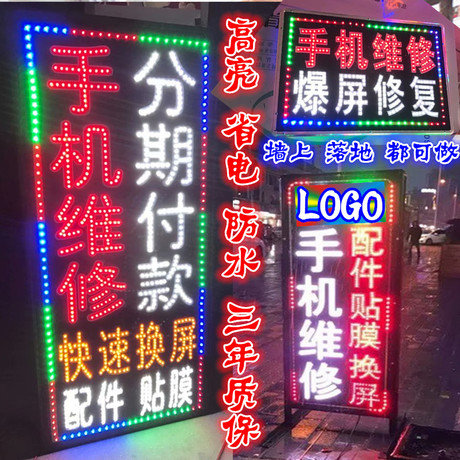 手机维修
分期付款
快速换屏
配件 贴膜
高亮 省电 防水 三年质保
手机维修
爆屏修复
墙上 落地 都可做
LOGO
手机维修
配件贴膜换屏